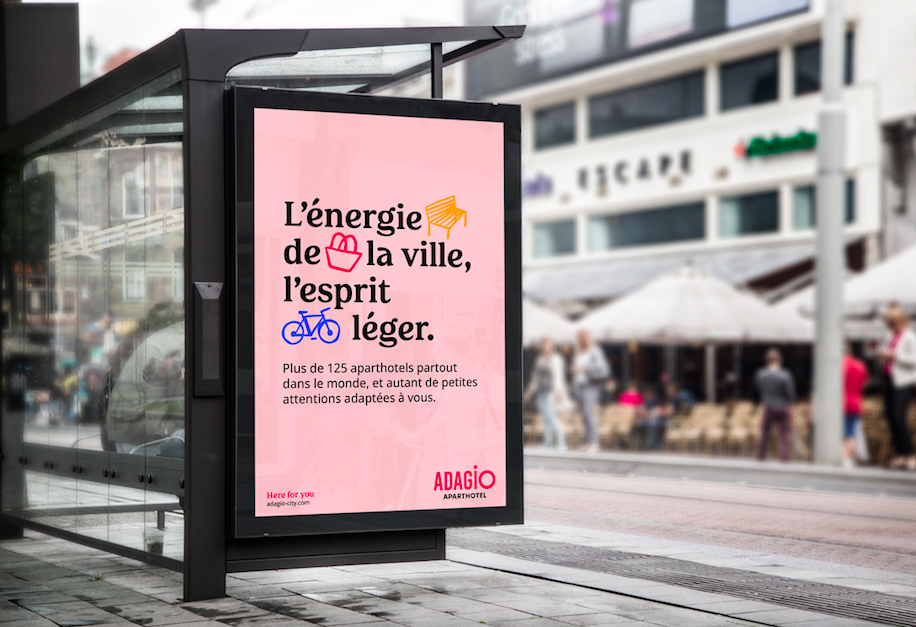 L'énergie
de la ville,
l'esprit
léger.
Plus de 125 aparthotels partout
dans le monde, et autant de petites
attentions adaptées à vous.
Here for you
adagio-city.com
ADAGIO
APARTHOTEL
ESCAPE
Heineken